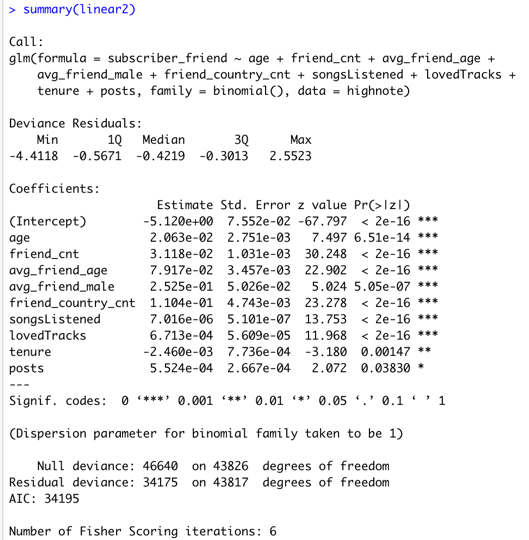 > summary(linear2)
Call:
glm(formula = subscriber_friend ~ age + friend_cnt + avg_friend_age +
    avg_friend_male + friend_country_cnt + songsListened + lovedTracks +
    tenure + posts, family = binomial(), data = highnote)
Deviance Residuals:
    Min      1Q  Median      3Q     Max
-4.4118 -0.5671 -0.4219 -0.3013  2.5523
Coefficients:
                     Estimate Std. Error z value Pr(>|z|)
(Intercept)        -5.120e+00  7.552e-02 -67.797  < 2e-16 ***
age                 2.063e-02  2.751e-03   7.497 6.51e-14 ***
friend_cnt          3.118e-02  1.031e-03  30.248  < 2e-16 ***
avg_friend_age      7.917e-02  3.457e-03  22.902  < 2e-16 ***
avg_friend_male     2.525e-01  5.026e-02   5.024 5.05e-07 ***
friend_country_cnt  1.104e-01  4.743e-03  23.278  < 2e-16 ***
songsListened       7.016e-06  5.101e-07  13.753  < 2e-16 ***
lovedTracks         6.713e-04  5.609e-05  11.968  < 2e-16 ***
tenure             -2.460e-03  7.736e-04  -3.180  0.00147 **
posts               5.524e-04  2.667e-04   2.072  0.03830 *
---
Signif. codes:  0 ‘***’ 0.001 ‘**’ 0.01 ‘*’ 0.05 ‘.’ 0.1 ‘ ’ 1
(Dispersion parameter for binomial family taken to be 1)
    Null deviance: 46640  on 43826  degrees of freedom
Residual deviance: 34175  on 43817  degrees of freedom
AIC: 34195
Number of Fisher Scoring iterations: 6